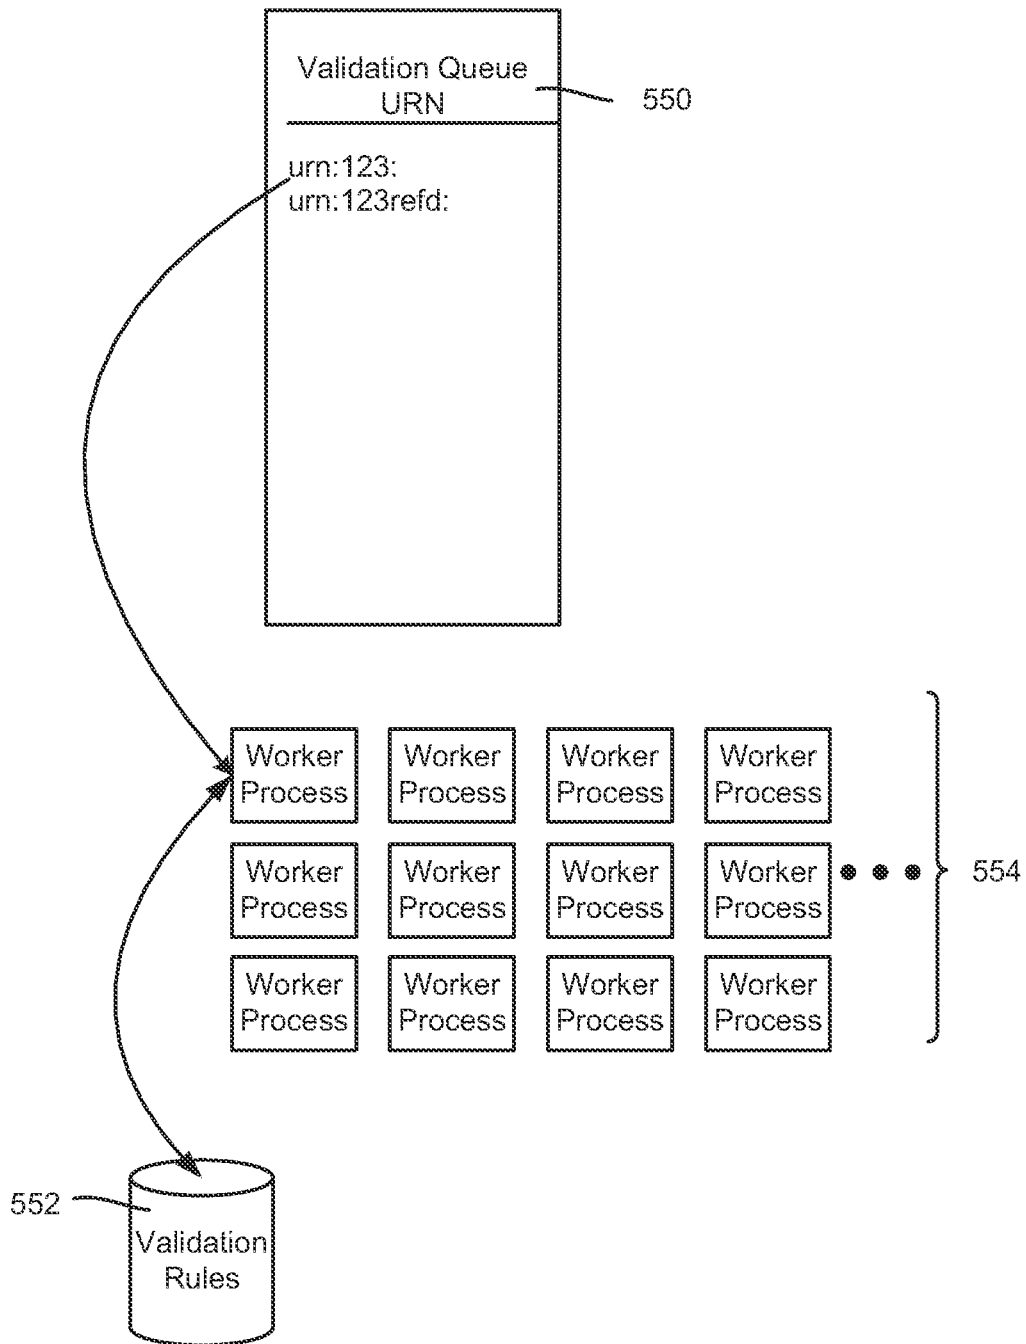 Validation Queue
URN
550
urn:123:
urn:123refd:
Worker Process
Worker Process
Worker Process
Worker Process
Worker Process
Worker Process
Worker Process
Worker Process
554
Worker Process
Worker Process
Worker Process
Worker Process
552
Validation
Rules